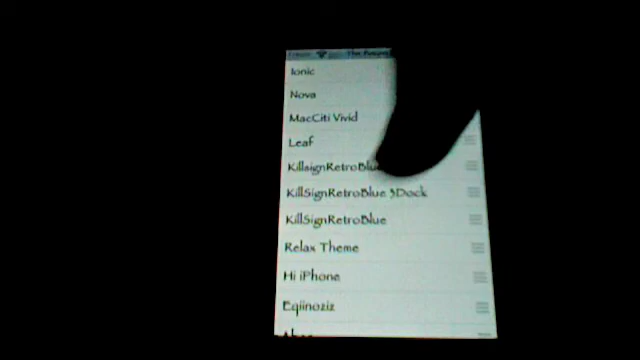 Ionic
Nova
MacCiti Vivid
Leaf
KillsignRetroBlue
KillSignRetroBlue 5Dock
KillSignRetroBlue
Relax Theme
Hi iPhone
Eqiinoziz